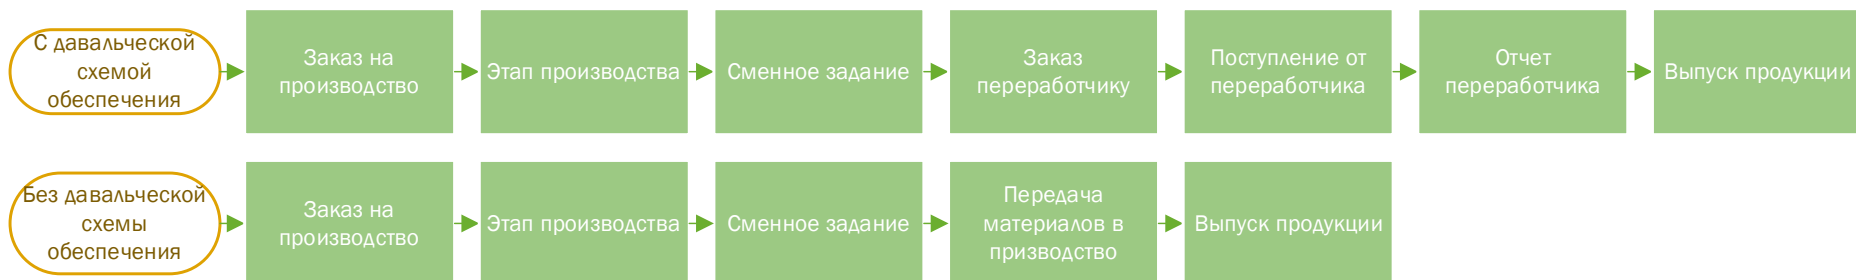 С давальческой
схемой
обеспечения
Заказ на
производство
Этап производства
Сменное задание
Заказ
переработчику
Поступление от
переработчика
Отчет
переработчика
Выпуск продукции
Без давальческой
схемы
обеспечения
Заказ на
производство
Этап производства
Сменное задание
Передача
материалов в
призводство
Выпуск продукции